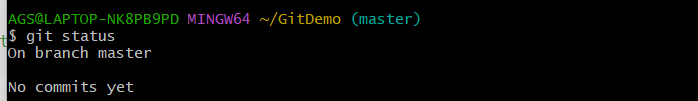 AGS@LAPTOP-NK8PB9PD MINGW64 ~/GitDemo (master)
$ git status
On branch master
No commits yet